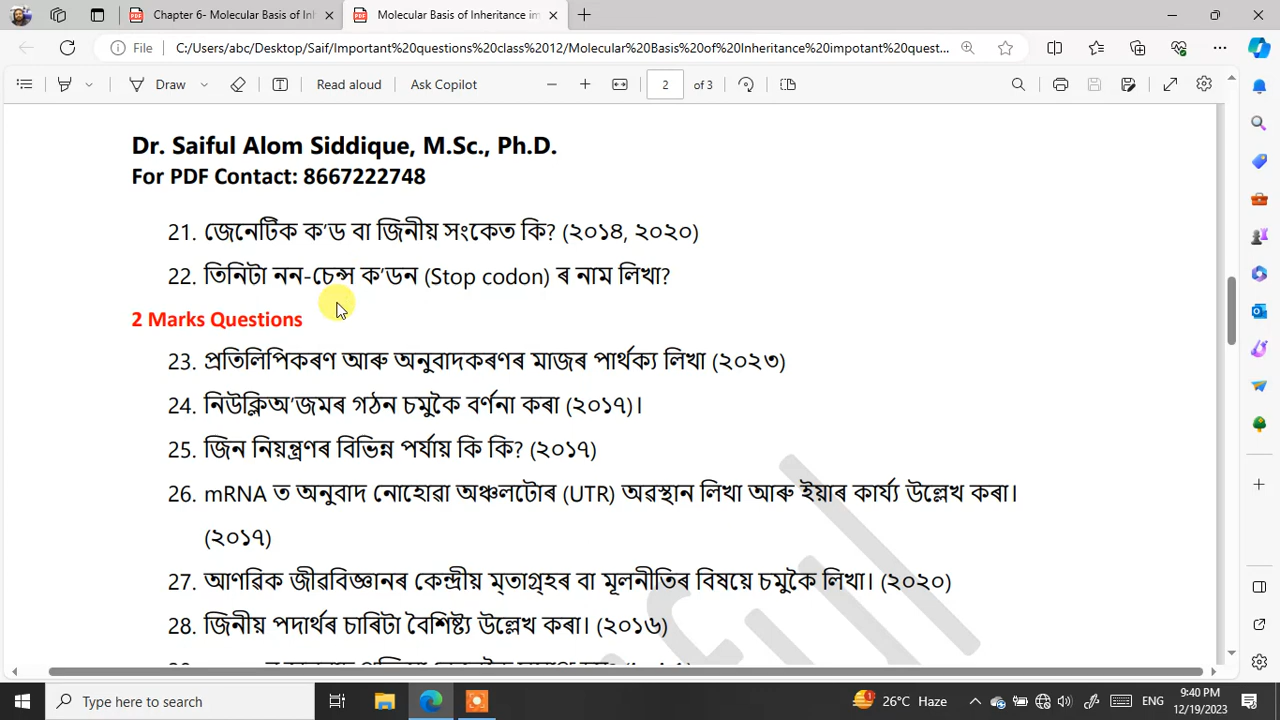 Chapter 6- Molecular Basis of Inf
Molecular Basis of Inheritance im
File
C:/Users/abc/Desktop/Saif/Important%20questions%20class%2012/Molecular%20Basis%20of%20Inheritance%20impotant%20quest...
Draw
Read aloud
Ask Copilot
2 of 3
Dr. Saiful Alom Siddique, M.Sc., Ph.D.
For PDF Contact: 8667222748
21. জেনেটিক ক’ড বা জিনীয় সংকেত কি? (২০১৪, ২০২০)
22. তিনিটা নন-চেন্স ক’ডন (Stop codon) ৰ নাম লিখা?
2 Marks Questions
23. প্ৰতিলিপিকৰণ আৰু অনুবাদকৰণৰ মাজৰ পাৰ্থক্য লিখা (২০২৩)
24. নিউক্লিঅ’জমৰ গঠন চমুকৈ বৰ্ণনা কৰা (২০১৭)।
25. জিন নিয়ন্ত্ৰণৰ বিভিন্ন পৰ্যায় কি কি? (২০১৭)
26. mRNA ত অনুবাদ নোহোৱা অঞ্চলটোৰ (UTR) অৱস্থান লিখা আৰু ইয়াৰ কাৰ্য্য উল্লেখ কৰা।
(২০১৭)
27. আণৱিক জীৱবিজ্ঞানৰ কেন্দ্ৰীয় মতাগ্ৰহৰ বা মূলনীতিৰ বিষয়ে চমুকৈ লিখা। (২০২০)
28. জিনীয় পদাৰ্থৰ চাৰিটা বৈশিষ্ট্য উল্লেখ কৰা। (২০১৬)
Type here to search
26°C Haze
ENG
9:40 PM
12/19/2023